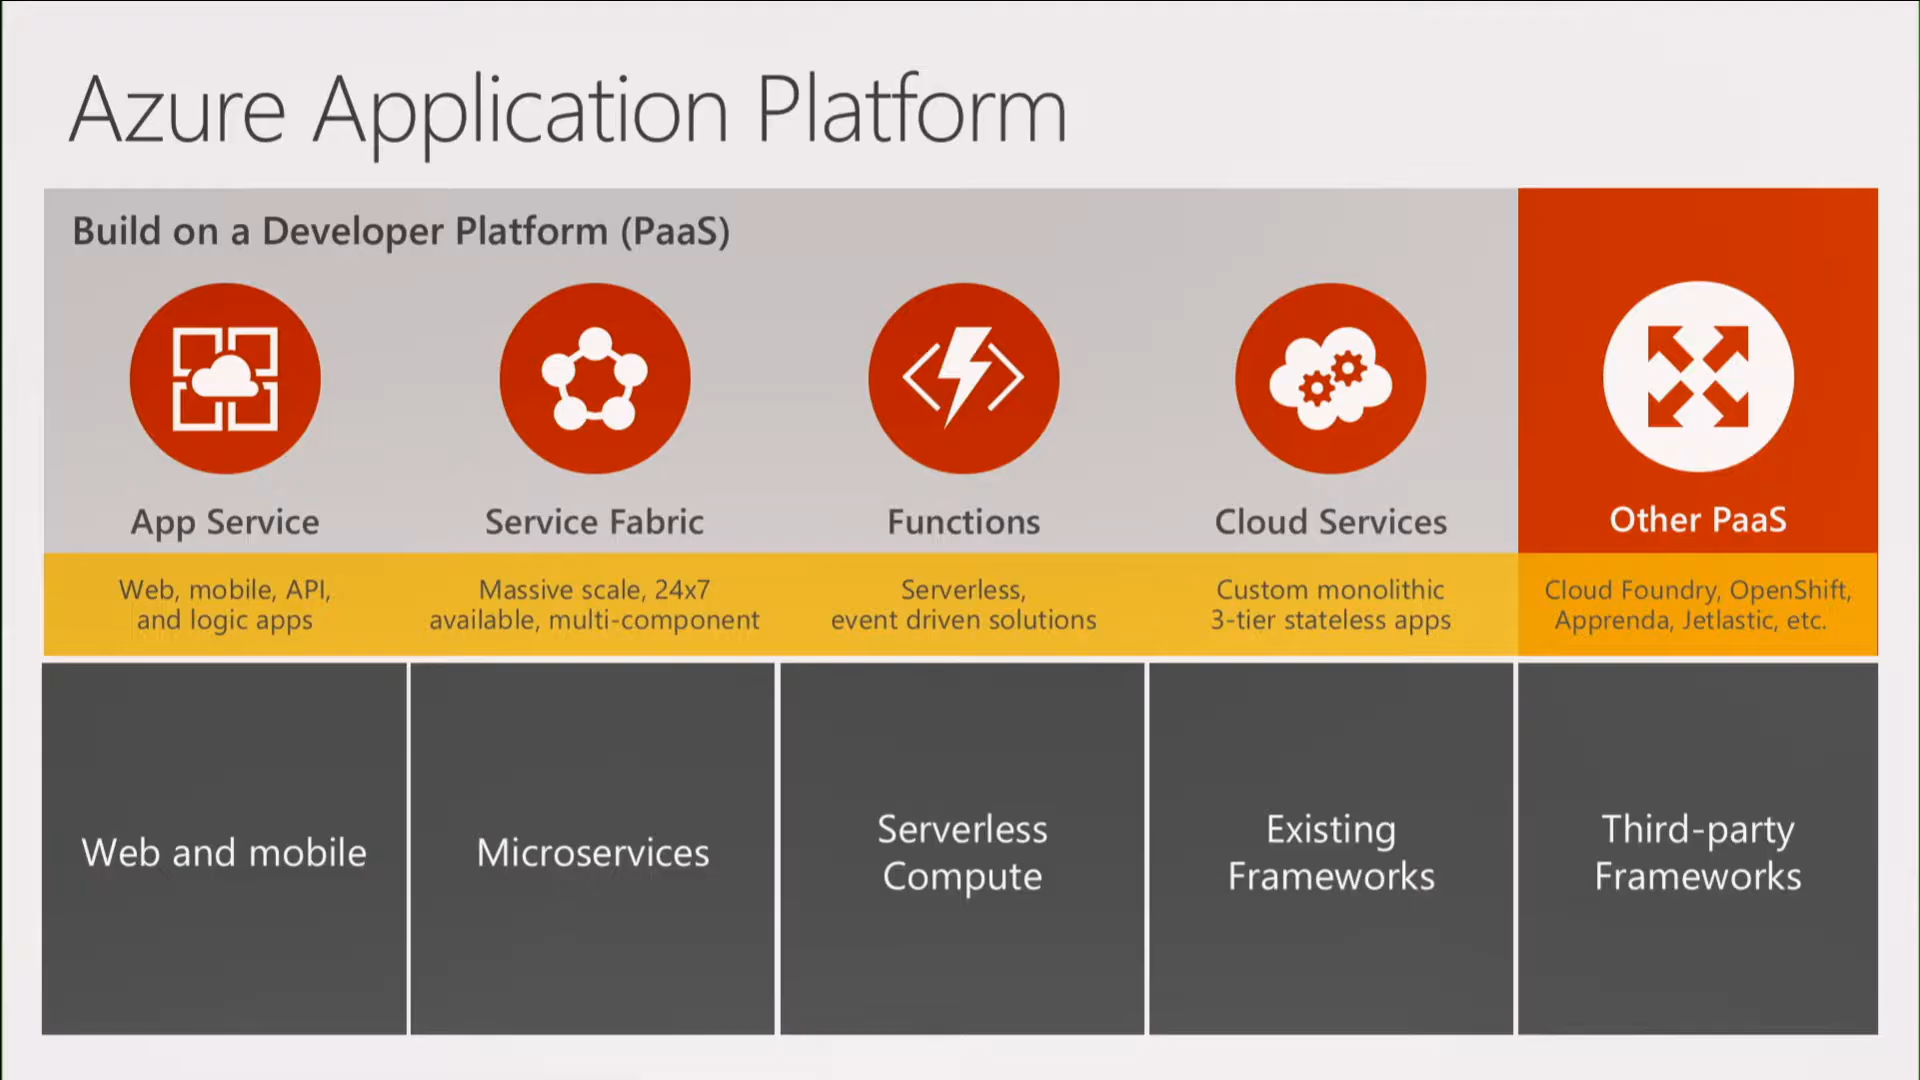 Azure Application Platform
Build on a Developer Platform (PaaS)
App Service
Service Fabric
Functions
Cloud Services
Other PaaS
Web, mobile, API,
and logic apps
Massive scale, 24x7
available, multi-component
Serverless,
event driven solutions
Custom monolithic
3-tier stateless apps
Cloud Foundry, OpenShift,
Apprenda, Jetlastic, etc.
Web and mobile
Microservices
Serverless
Compute
Existing
Frameworks
Third-party
Frameworks